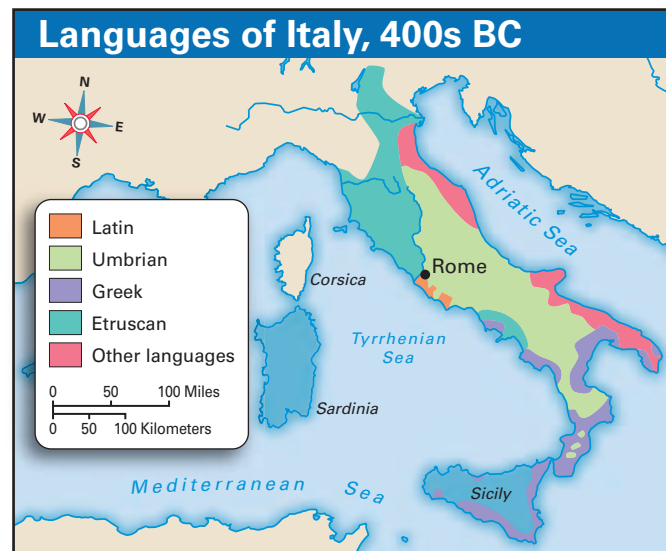 Languages of Italy, 400s BC
N
W
E
S
Adriatic Sea
Latin
Umbrian
Greek
Etruscan
Other languages
0 50 100 Miles
0 50 100 Kilometers
Rome
Corsica
Tyrrhenian
Sea
Sardinia
Mediterranean Sea
Sicily